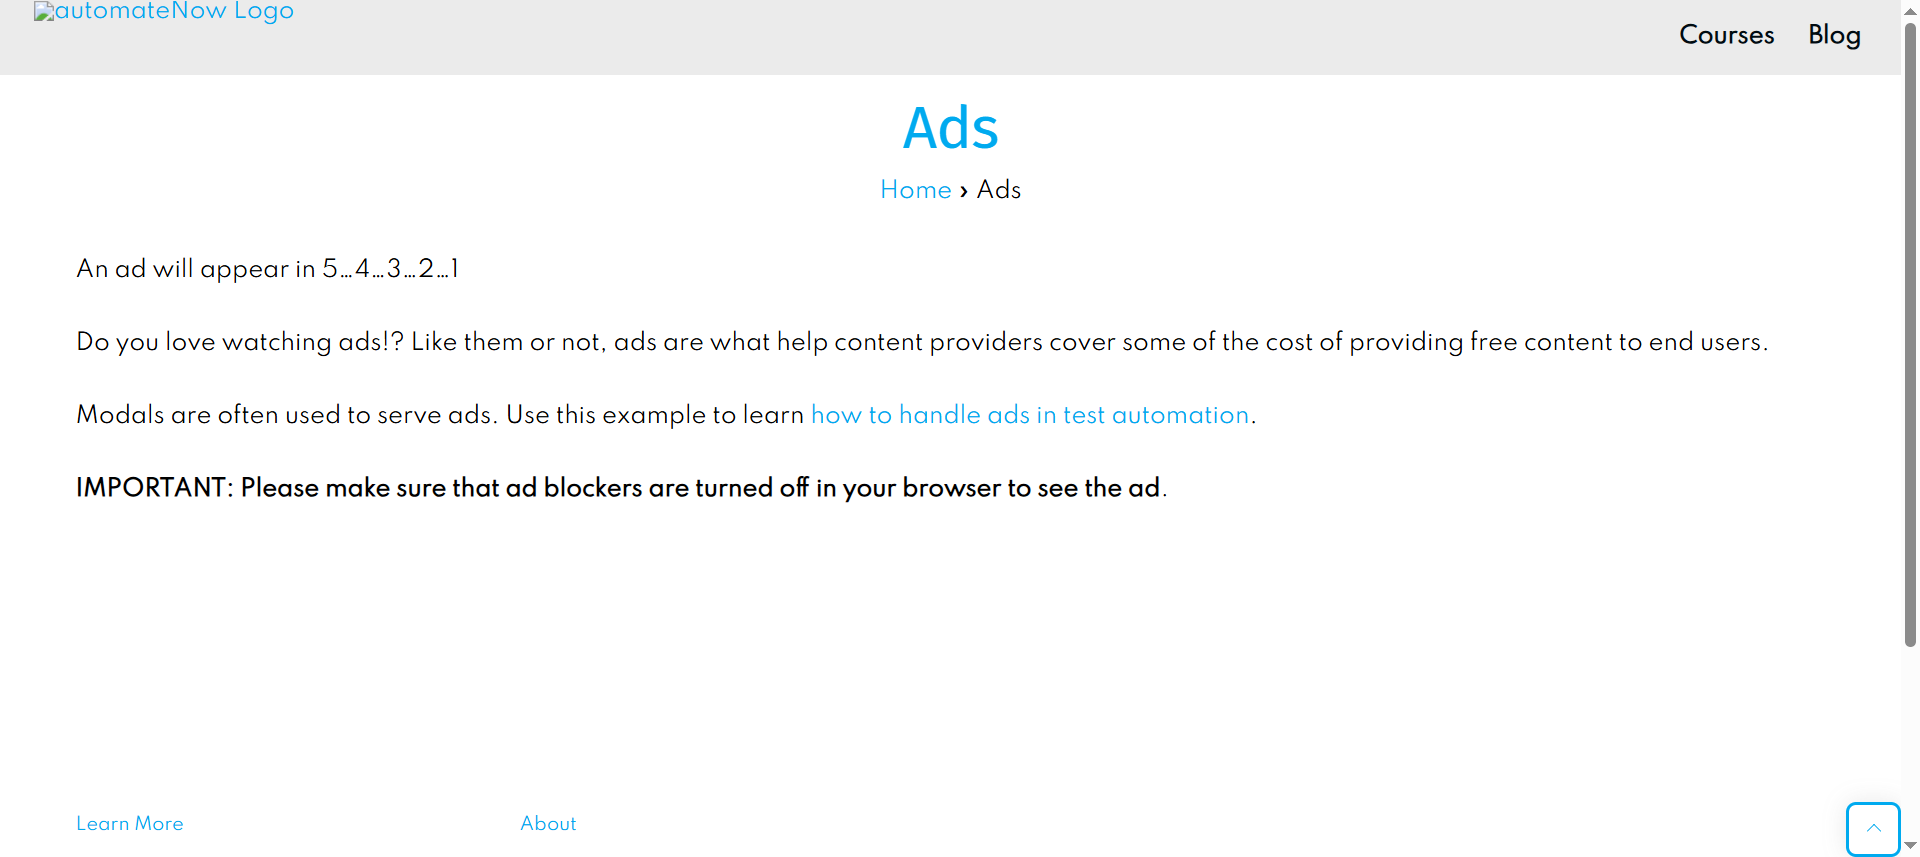 automateNow Logo
Courses Blog
Ads
Home › Ads
An ad will appear in 5...4...3...2...1
Do you love watching ads!? Like them or not, ads are what help content providers cover some of the cost of providing free content to end users.
Modals are often used to serve ads. Use this example to learn how to handle ads in test automation.
IMPORTANT: Please make sure that ad blockers are turned off in your browser to see the ad.
Learn More About